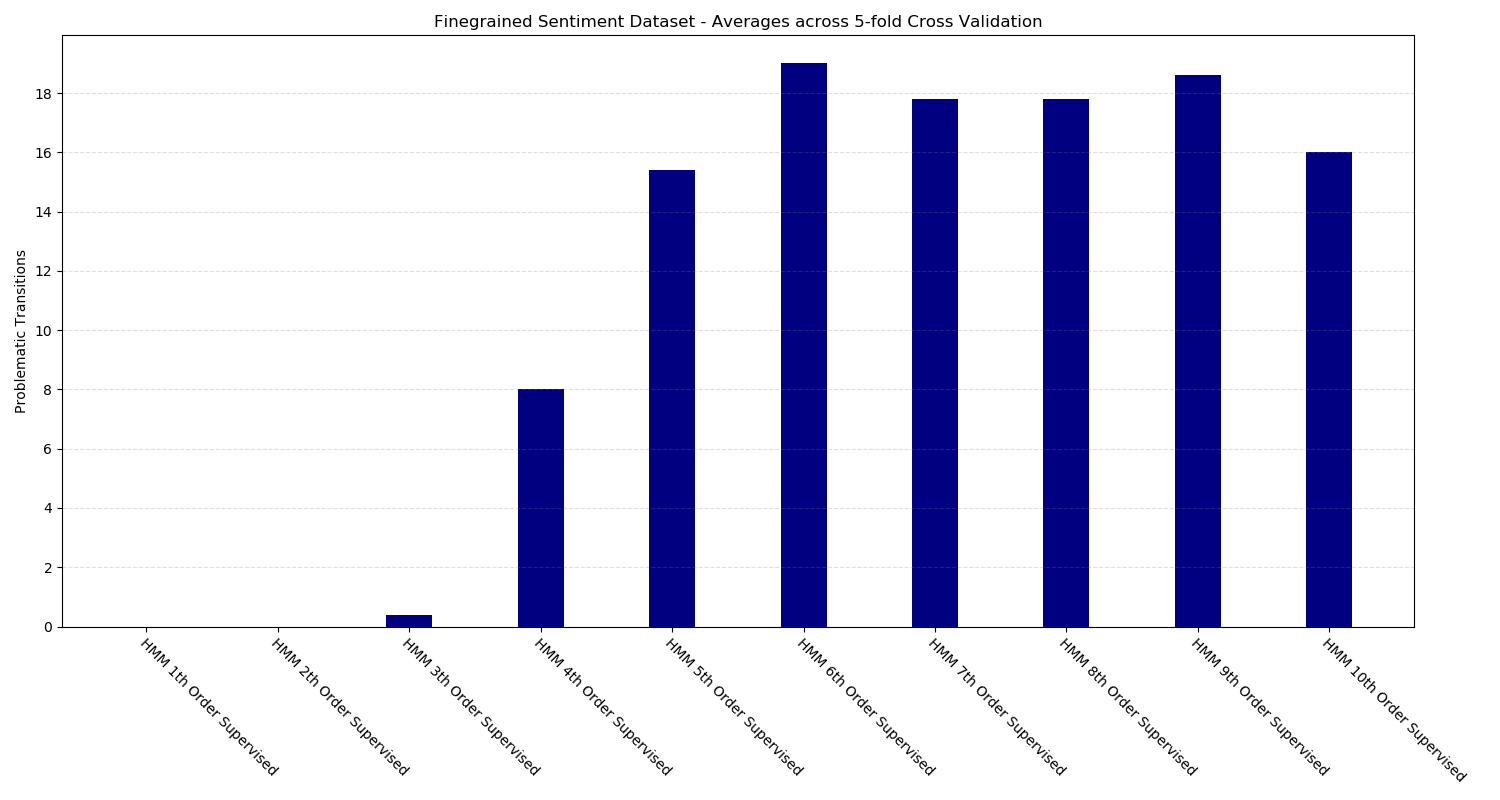 Finegrained Sentiment Dataset - Averages across 5-fold Cross Validation
Problematic Transitions
18
16
14
12
10
8
6
4
2
0
HMM 1th Order Supervised
HMM 2th Order Supervised
HMM 3th Order Supervised
HMM 4th Order Supervised
HMM 5th Order Supervised
HMM 6th Order Supervised
HMM 7th Order Supervised
HMM 8th Order Supervised
HMM 9th Order Supervised
HMM 10th Order Supervised